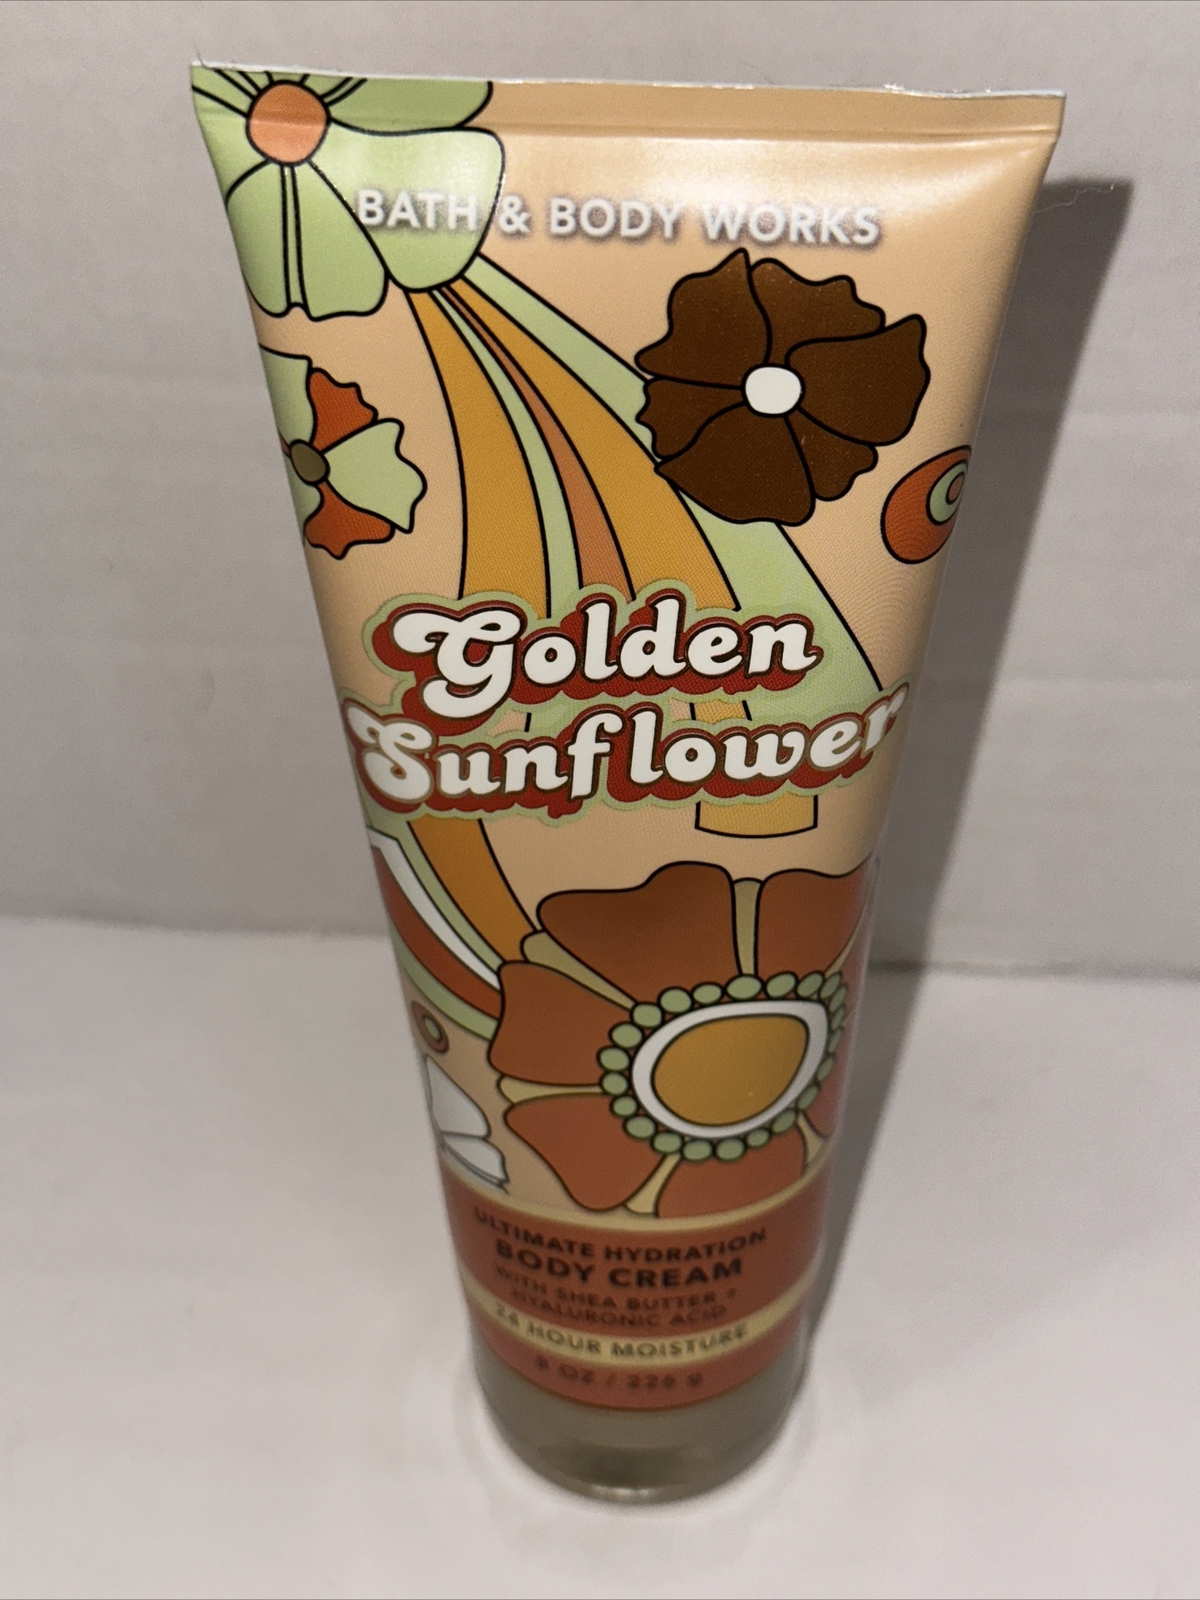 BATH & BODY WORKS
Golden
Sunflower
ULTIMATE HYDRATION
BODY CREAM
WITH SHEA BUTTER +
HYALURONIC ACID
24 HOUR MOISTURE
8 OZ / 226 g